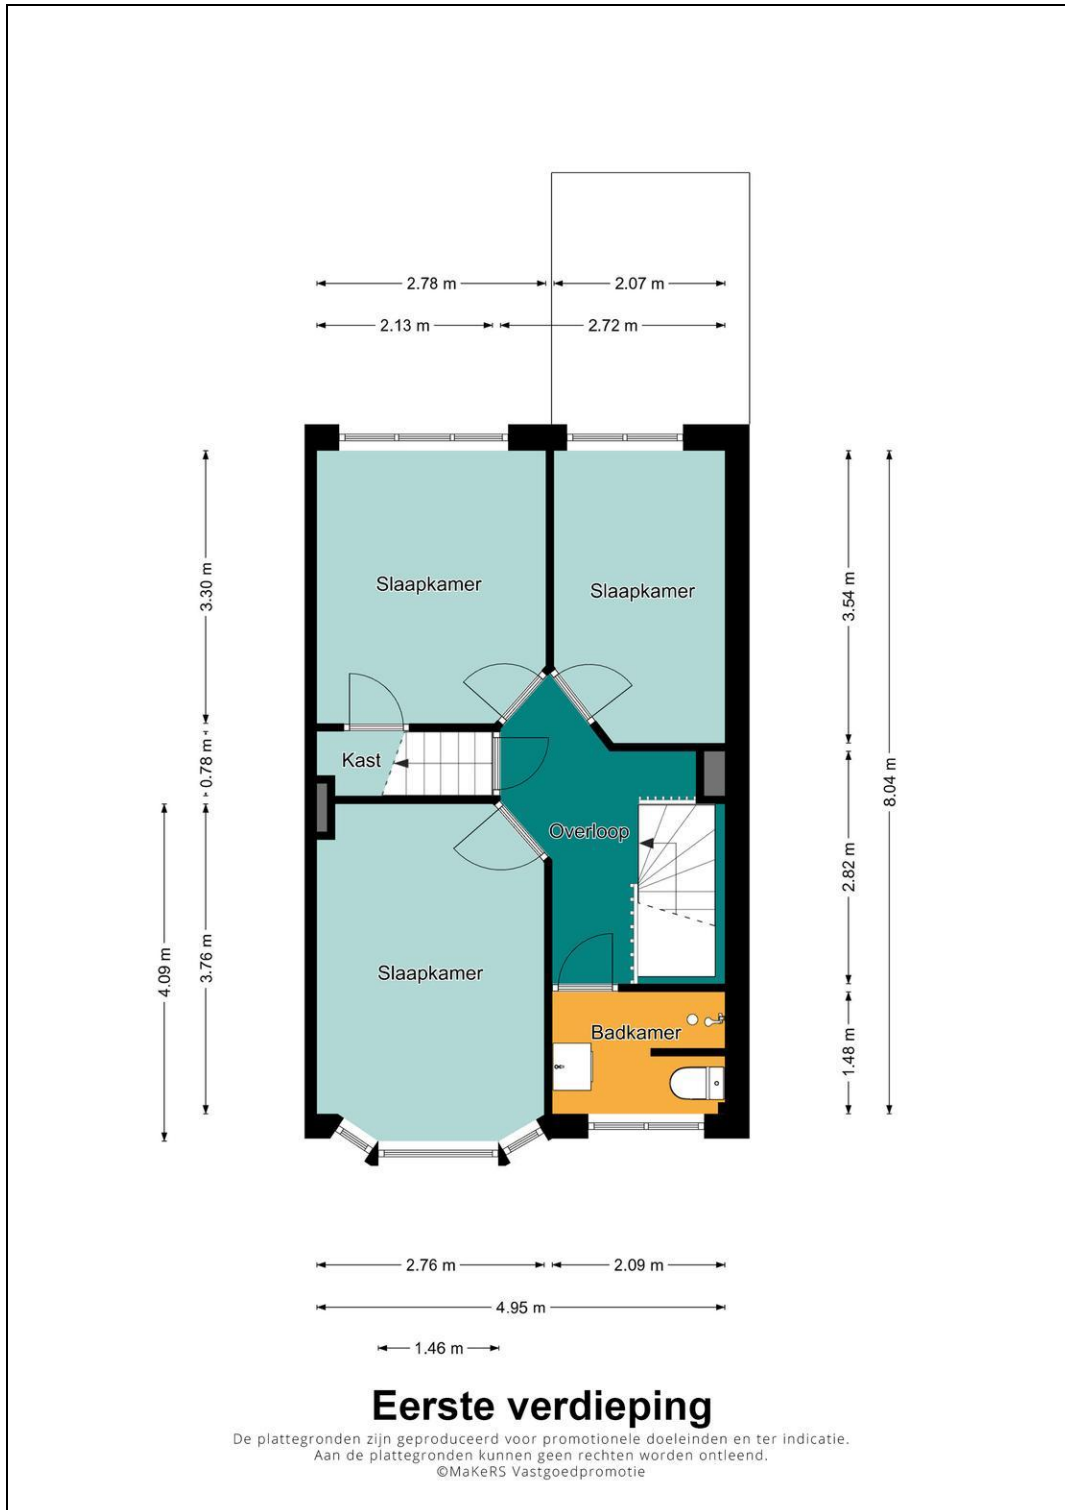 2.78 m
2.07 m
2.13 m
2.72 m
3.30 m
3.54 m
Slaapkamer
Slaapkamer
0.78 m
Kast
8.04 m
Overloop
2.82 m
4.09 m
3.76 m
Slaapkamer
Badkamer
1.48 m
2.76 m
2.09 m
4.95 m
1.46 m
Eerste verdieping
De plattegronden zijn geproduceerd voor promotionele doeleinden en ter indicatie.
Aan de plattegronden kunnen geen rechten worden ontleend.
©MaKeRS Vastgoedpromotie